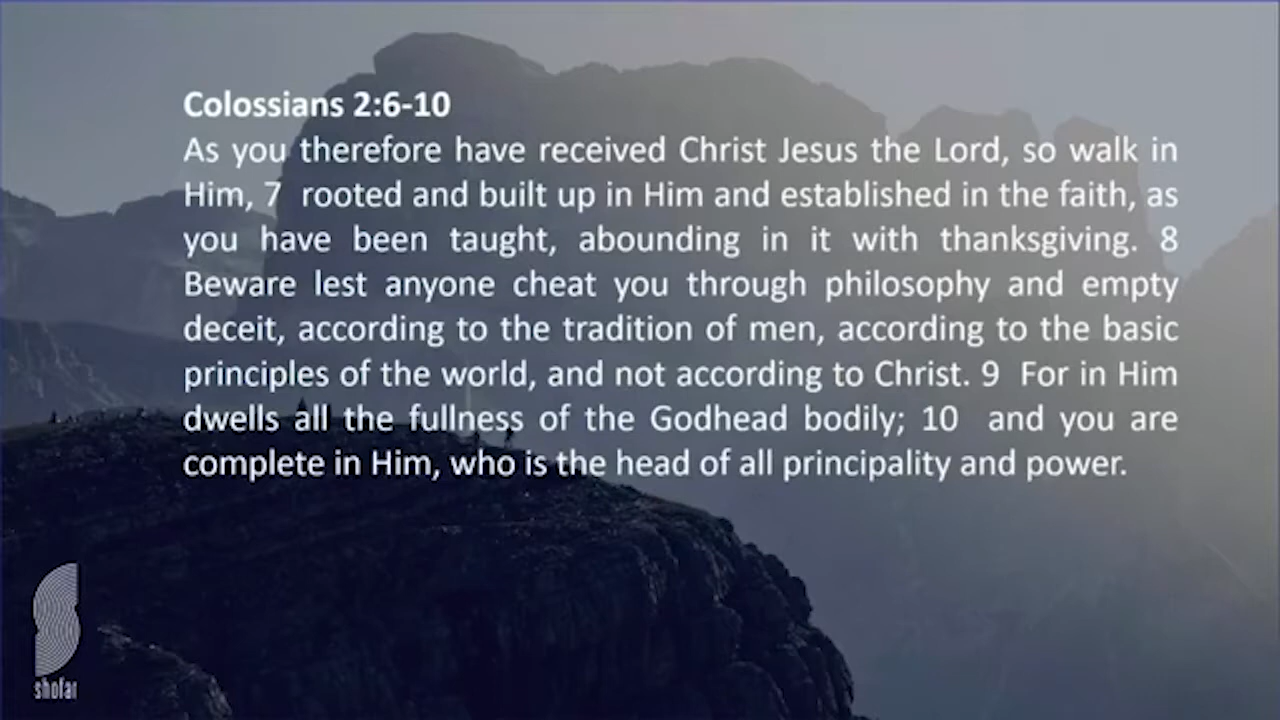 Colossians 2:6-10
As you therefore have received Christ Jesus the Lord, so walk in
Him, 7 rooted and built up in Him and established in the faith, as
you have been taught, abounding in it with thanksgiving. 8
Beware lest anyone cheat you through philosophy and empty
deceit, according to the tradition of men, according to the basic
principles of the world, and not according to Christ. 9 For in Him
dwells all the fullness of the Godhead bodily; 10 and you are
complete in Him, who is the head of all principality and power.
shofar